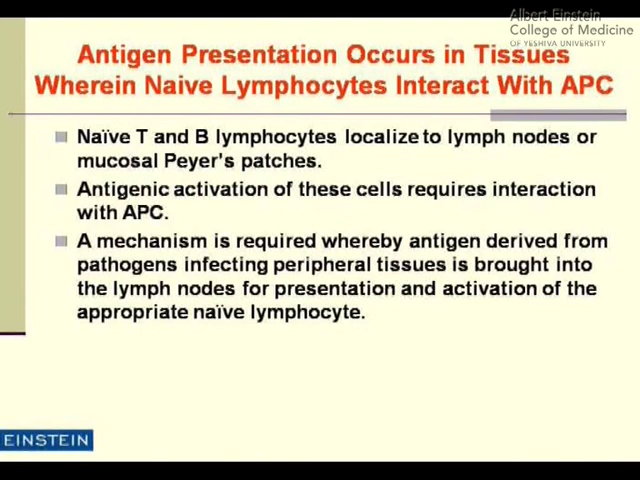 Albert Einstein
College of Medicine
OF YESHIVA UNIVERSITY
Antigen Presentation Occurs in Tissues
Wherein Naive Lymphocytes Interact With APC
Naïve T and B lymphocytes localize to lymph nodes or
mucosal Peyer's patches.
Antigenic activation of these cells requires interaction
with APC.
A mechanism is required whereby antigen derived from
pathogens infecting peripheral tissues is brought into
the lymph nodes for presentation and activation of the
appropriate naïve lymphocyte.
EINSTEIN